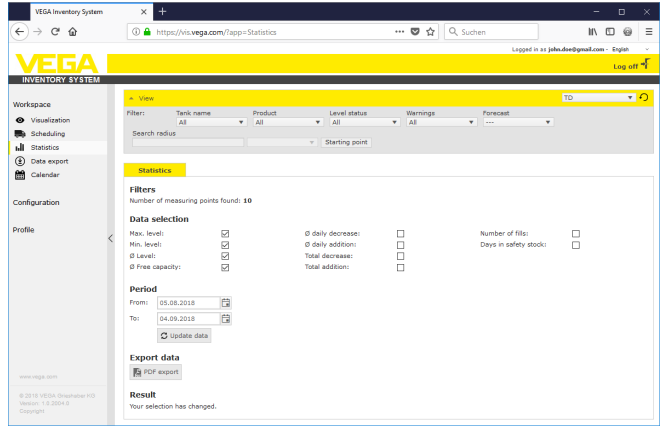 VEGA Inventory System
https://vis.vega.com/?app=Statistics
Suchen
Logged in as john.doe@gmail.com - English
VEGA
INVENTORY SYSTEM
Log off
Workspace
Visualization
Scheduling
Statistics
Data export
Calendar
Configuration
Profile
www.vega.com
© 2018 VEGA Grieshaber KG
Copyright
View
TD
Filter: Tank name Product Level status Warnings Forecast
All All All All ---
Search radius
Starting point
Statistics
Filters
Number of measuring points found: 10
Data selection
Max. level: Ø daily decrease: Number of fills:
Min. level: Ø daily addition: Days in safety stock:
Ø Level: Total decrease:
Ø Free capacity: Total addition:
Period
From: 05.08.2018
To: 04.09.2018
Update data
Export data
PDF export
Result
Your selection has changed.